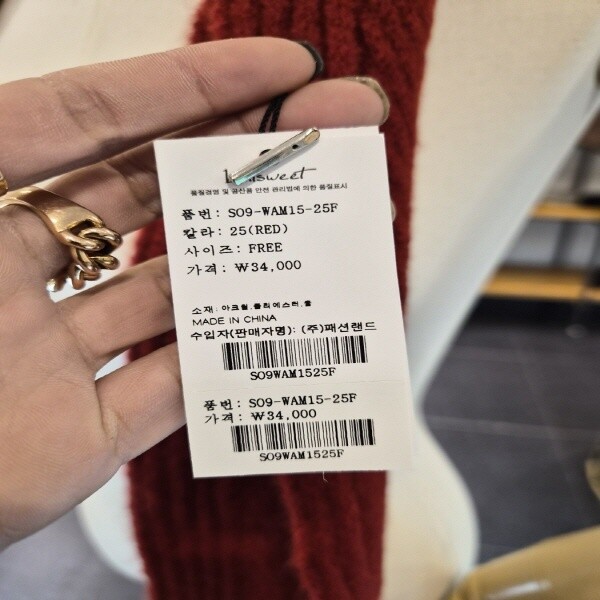 sweet
품질경영 및 공산품 안전 관리법에 의한 품질표시
품번: S09-WAM15-25F
칼라: 25(RED)
사이즈: FREE
가격: ₩34,000
소재: 아크릴,폴리에스터,울
MADE IN CHINA
수입자(판매자명): (주)패션랜드
S09WAM1525F
품번: S09-WAM15-25F
가격: ₩34,000
S09WAM1525F